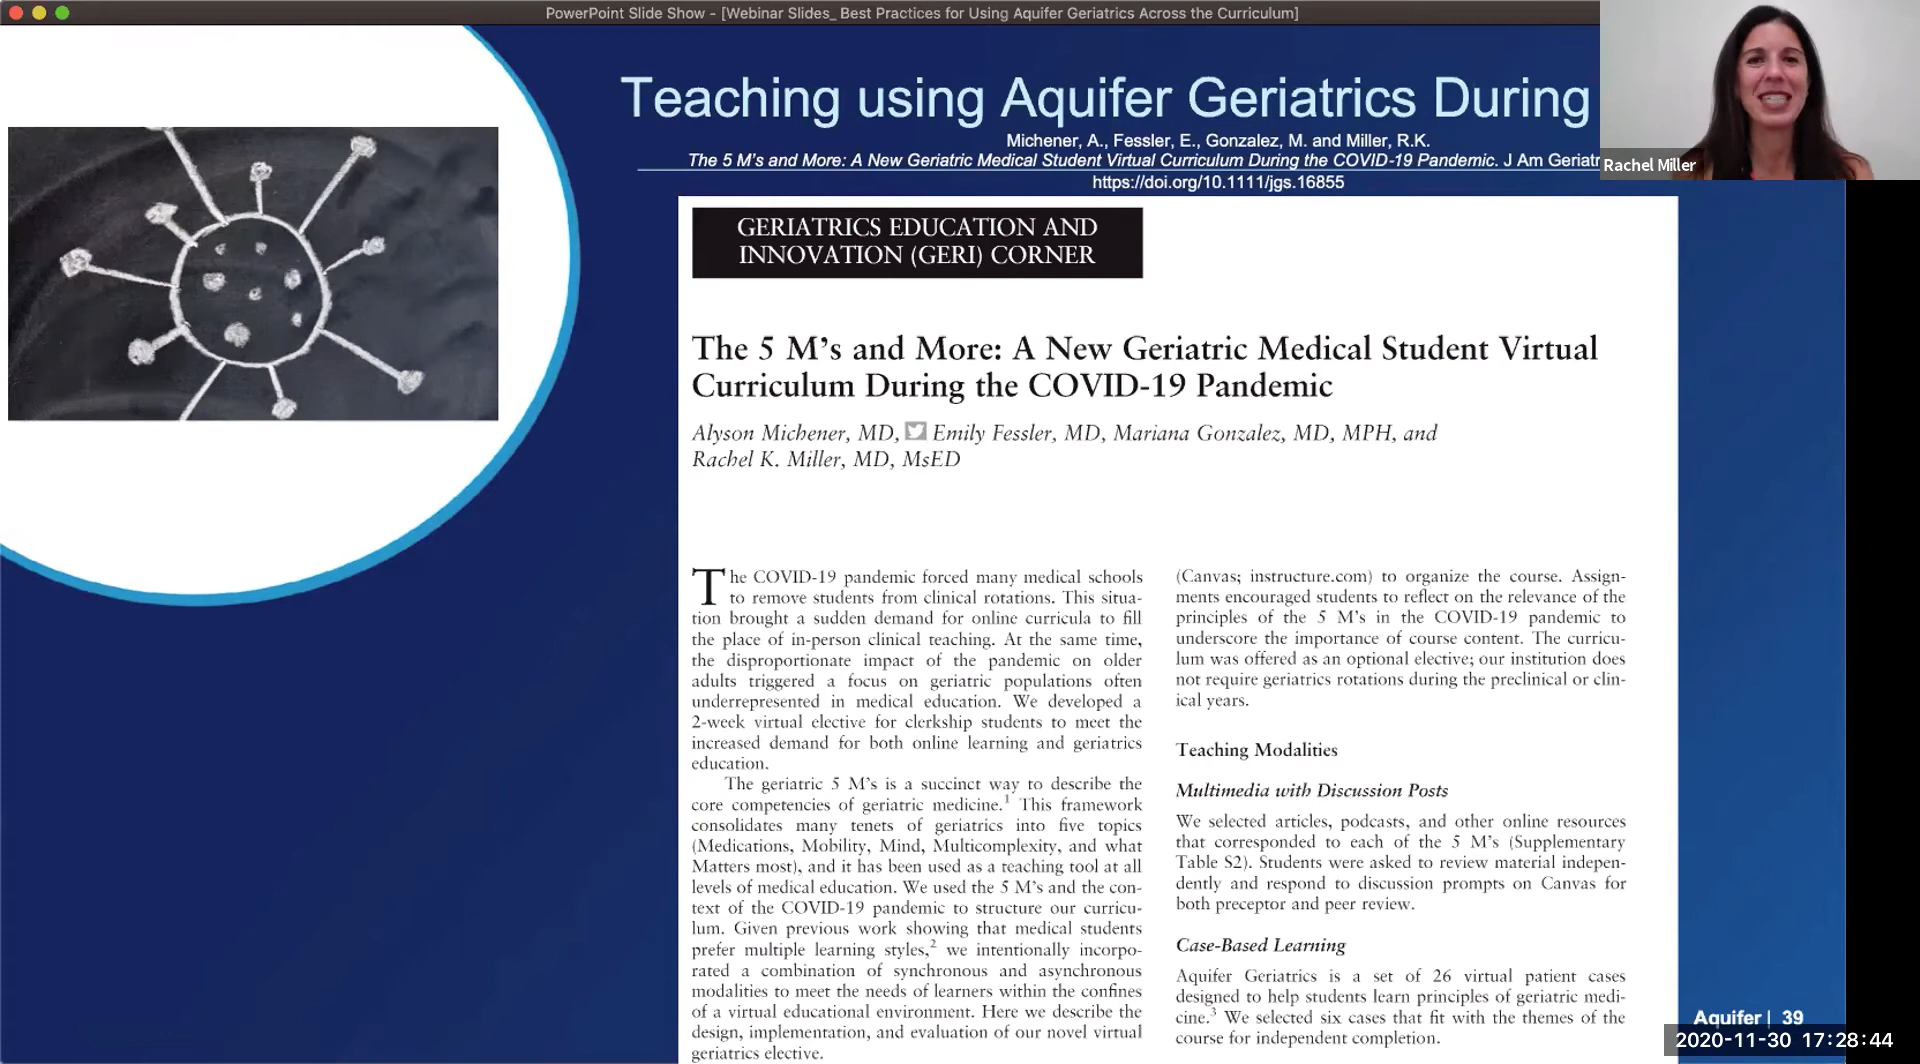 PowerPoint Slide Show - [Webinar Slides_ Best Practices for Using Aquifer Geriatrics Across the Curriculum]
Teaching using Aquifer Geriatrics During
Michener, A., Fessler, E., Gonzalez, M. and Miller, R.K.
The 5 M's and More: A New Geriatric Medical Student Virtual Curriculum During the COVID-19 Pandemic. J Am Geriatr
https://doi.org/10.1111/jgs.16855
Rachel Miller
GERIATRICS EDUCATION AND
INNOVATION (GERI) CORNER
The 5 M's and More: A New Geriatric Medical Student Virtual
Curriculum During the COVID-19 Pandemic
Alyson Michener, MD, Emily Fessler, MD, Mariana Gonzalez, MD, MPH, and
Rachel K. Miller, MD, MsED
The COVID-19 pandemic forced many medical schools
to remove students from clinical rotations. This situa-
tion brought a sudden demand for online curricula to fill
the place of in-person clinical teaching. At the same time,
the disproportionate impact of the pandemic on older
adults triggered a focus on geriatric populations often
underrepresented in medical education. We developed a
2-week virtual elective for clerkship students to meet the
increased demand for both online learning and geriatrics
education.
The geriatric 5 M's is a succinct way to describe the
core competencies of geriatric medicine.1 This framework
consolidates many tenets of geriatrics into five topics
(Medications, Mobility, Mind, Multicomplexity, and what
Matters most), and it has been used as a teaching tool at all
levels of medical education. We used the 5 M's and the con-
text of the COVID-19 pandemic to structure our curricu-
lum. Given previous work showing that medical students
prefer multiple learning styles,2 we intentionally incorpo-
rated a combination of synchronous and asynchronous
modalities to meet the needs of learners within the confines
of a virtual educational environment. Here we describe the
design, implementation, and evaluation of our novel virtual
geriatrics elective.
(Canvas; instructure.com) to organize the course. Assign-
ments encouraged students to reflect on the relevance of the
principles of the 5 M's in the COVID-19 pandemic to
underscore the importance of course content. The curricu-
lum was offered as an optional elective; our institution does
not require geriatrics rotations during the preclinical or clin-
ical years.
Teaching Modalities
Multimedia with Discussion Posts
We selected articles, podcasts, and other online resources
that corresponded to each of the 5 M's (Supplementary
Table S2). Students were asked to review material indepen-
dently and respond to discussion prompts on Canvas for
both preceptor and peer review.
Case-Based Learning
Aquifer Geriatrics is a set of 26 virtual patient cases
designed to help students learn principles of geriatric medi-
cine.3 We selected six cases that fit with the themes of the
course for independent completion.
Aquifer | 39
2020-11-30 17:28:44